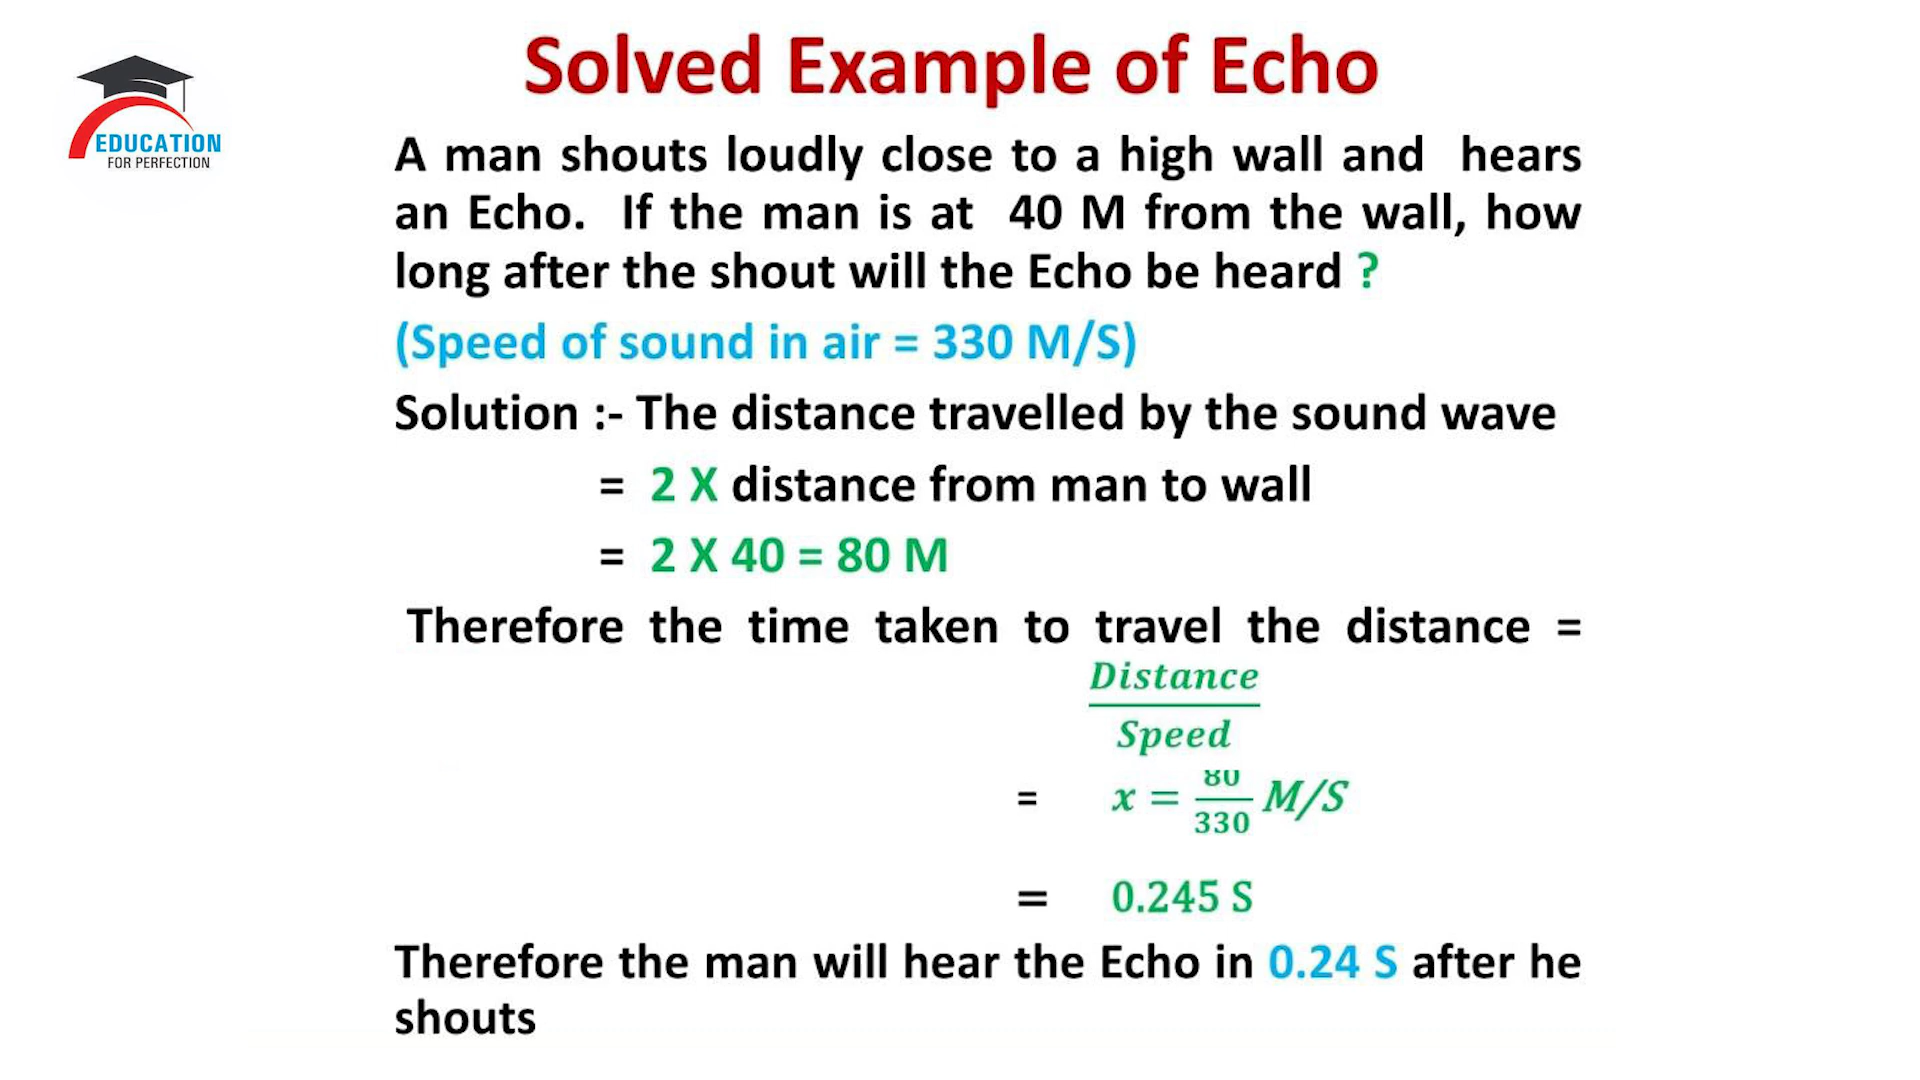 Solved Example of Echo
EDUCATION
FOR PERFECTION
A man shouts loudly close to a high wall and hears
an Echo. If the man is at 40 M from the wall, how
long after the shout will the Echo be heard ?
(Speed of sound in air = 330 M/S)
Solution :- The distance travelled by the sound wave
= 2 X distance from man to wall
= 2 X 40 = 80 M
Therefore the time taken to travel the distance =
Distance
Speed
= x = 80/330 M/S
= 0.245 S
Therefore the man will hear the Echo in 0.24 S after he
shouts